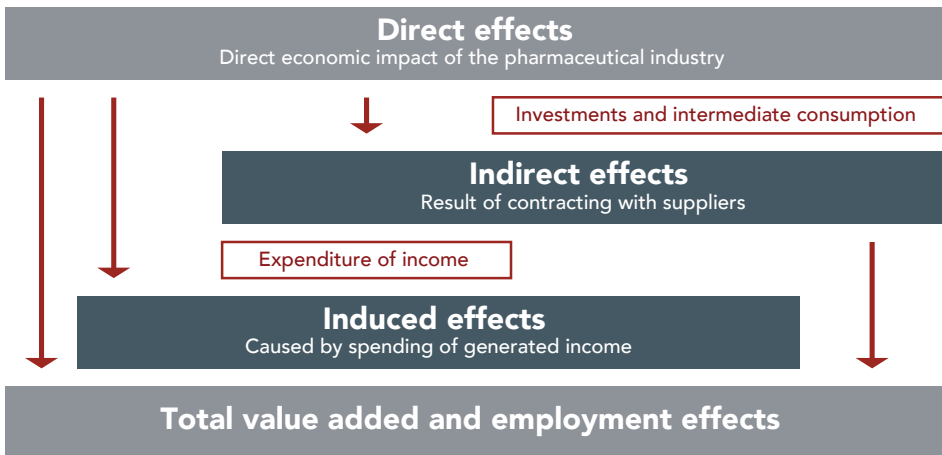 Direct effects
Direct economic impact of the pharmaceutical industry
Investments and intermediate consumption
Indirect effects
Result of contracting with suppliers
Expenditure of income
Induced effects
Caused by spending of generated income
Total value added and employment effects